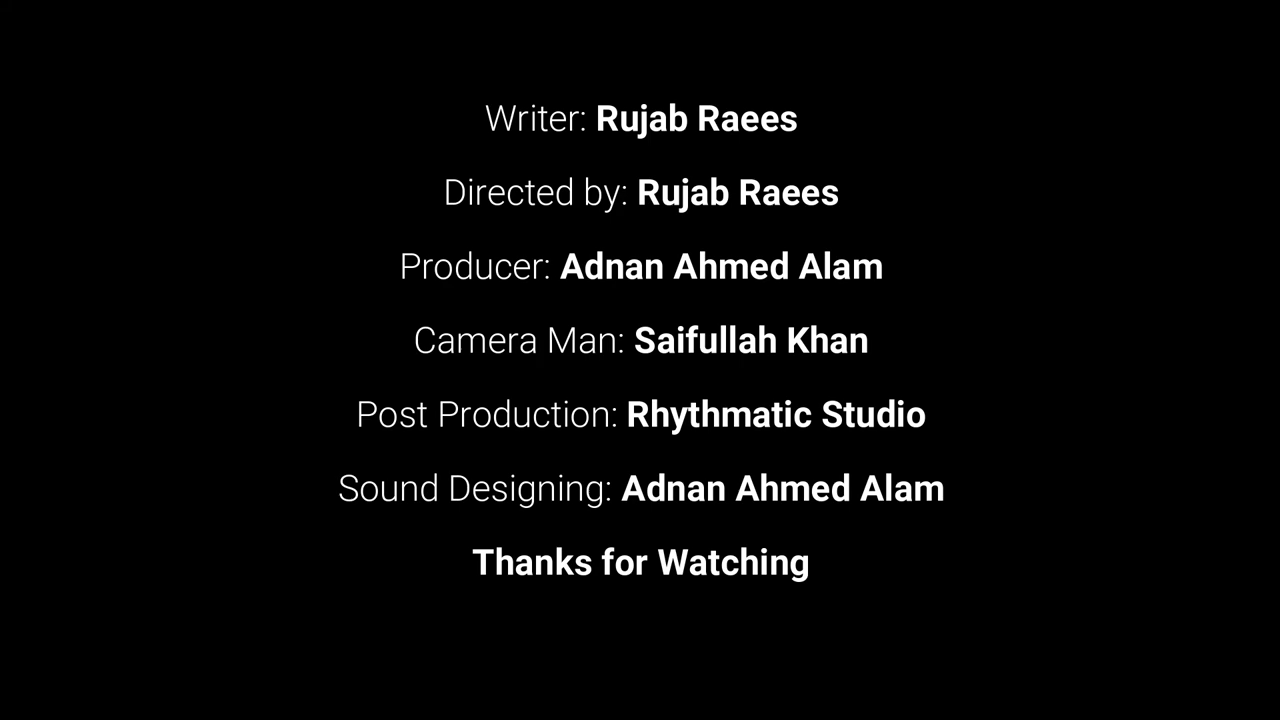 Writer: Rujab Raees
Directed by: Rujab Raees
Producer: Adnan Ahmed Alam
Camera Man: Saifullah Khan
Post Production: Rhythmatic Studio
Sound Designing: Adnan Ahmed Alam
Thanks for Watching